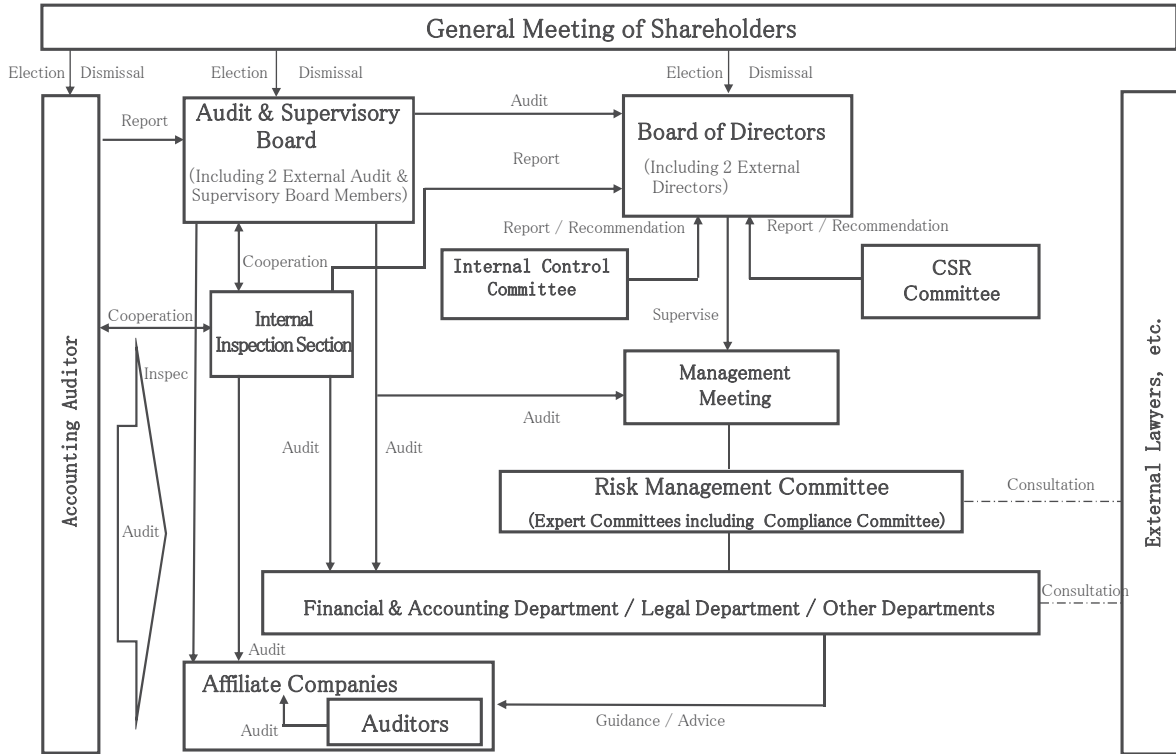 General Meeting of Shareholders
Election
Dismissal
Election
Dismissal
Election
Dismissal
Accounting Auditor
Report
Audit & Supervisory
Board
(Including 2 External Audit &
Supervisory Board Members)
Audit
Report
Board of Directors
(Including 2 External
Directors)
Report / Recommendation
Report / Recommendation
Internal Control
Committee
CSR
Committee
Cooperation
Cooperation
Internal
Inspection Section
Supervise
Inspec
Management
Meeting
Audit
Audit
Audit
Risk Management Committee
(Expert Committees including Compliance Committee)
Consultation
Audit
Financial & Accounting Department / Legal Department / Other Departments
Consultation
External Lawyers, etc.
Audit
Affiliate Companies
Auditors
Audit
Guidance / Advice